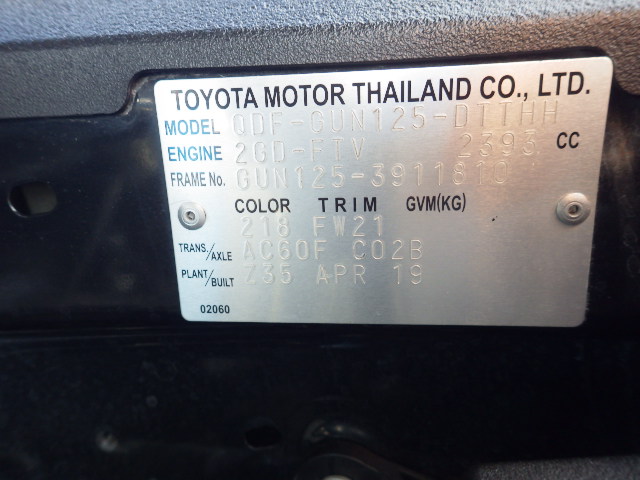 TOYOTA MOTOR THAILAND CO., LTD.
MODEL QDF-GUN125-DTTHH
ENGINE 2GD-FTV 2393 CC
FRAME No. GUN125-3911610
COLOR TRIM GVM(KG)
218 FW21
TRANS./AXLE AC60F C02B
PLANT/BUILT Z35 APR 19
02060